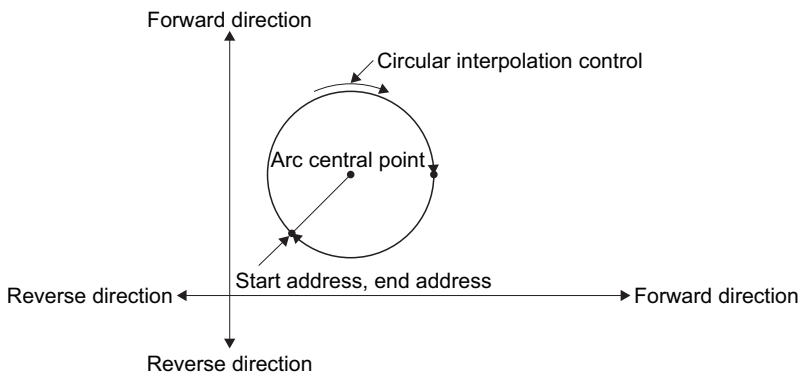 Forward direction
Circular interpolation control
Arc central point
Start address, end address
Reverse direction
Forward direction
Reverse direction